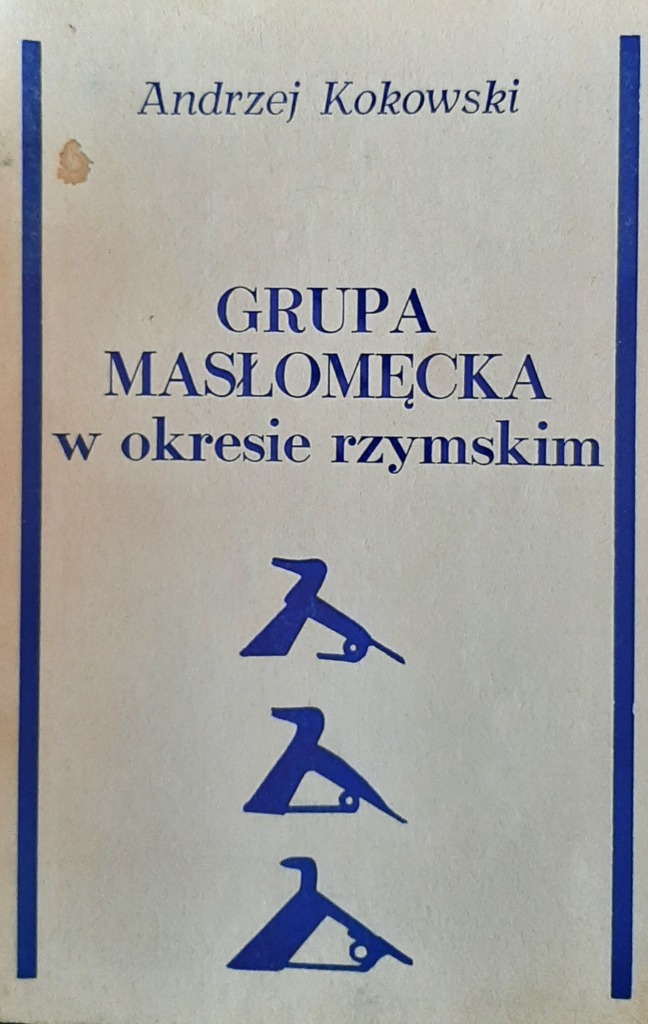 Andrzej Kokowski
GRUPA
MASŁOMĘCKA
w okresie rzymskim